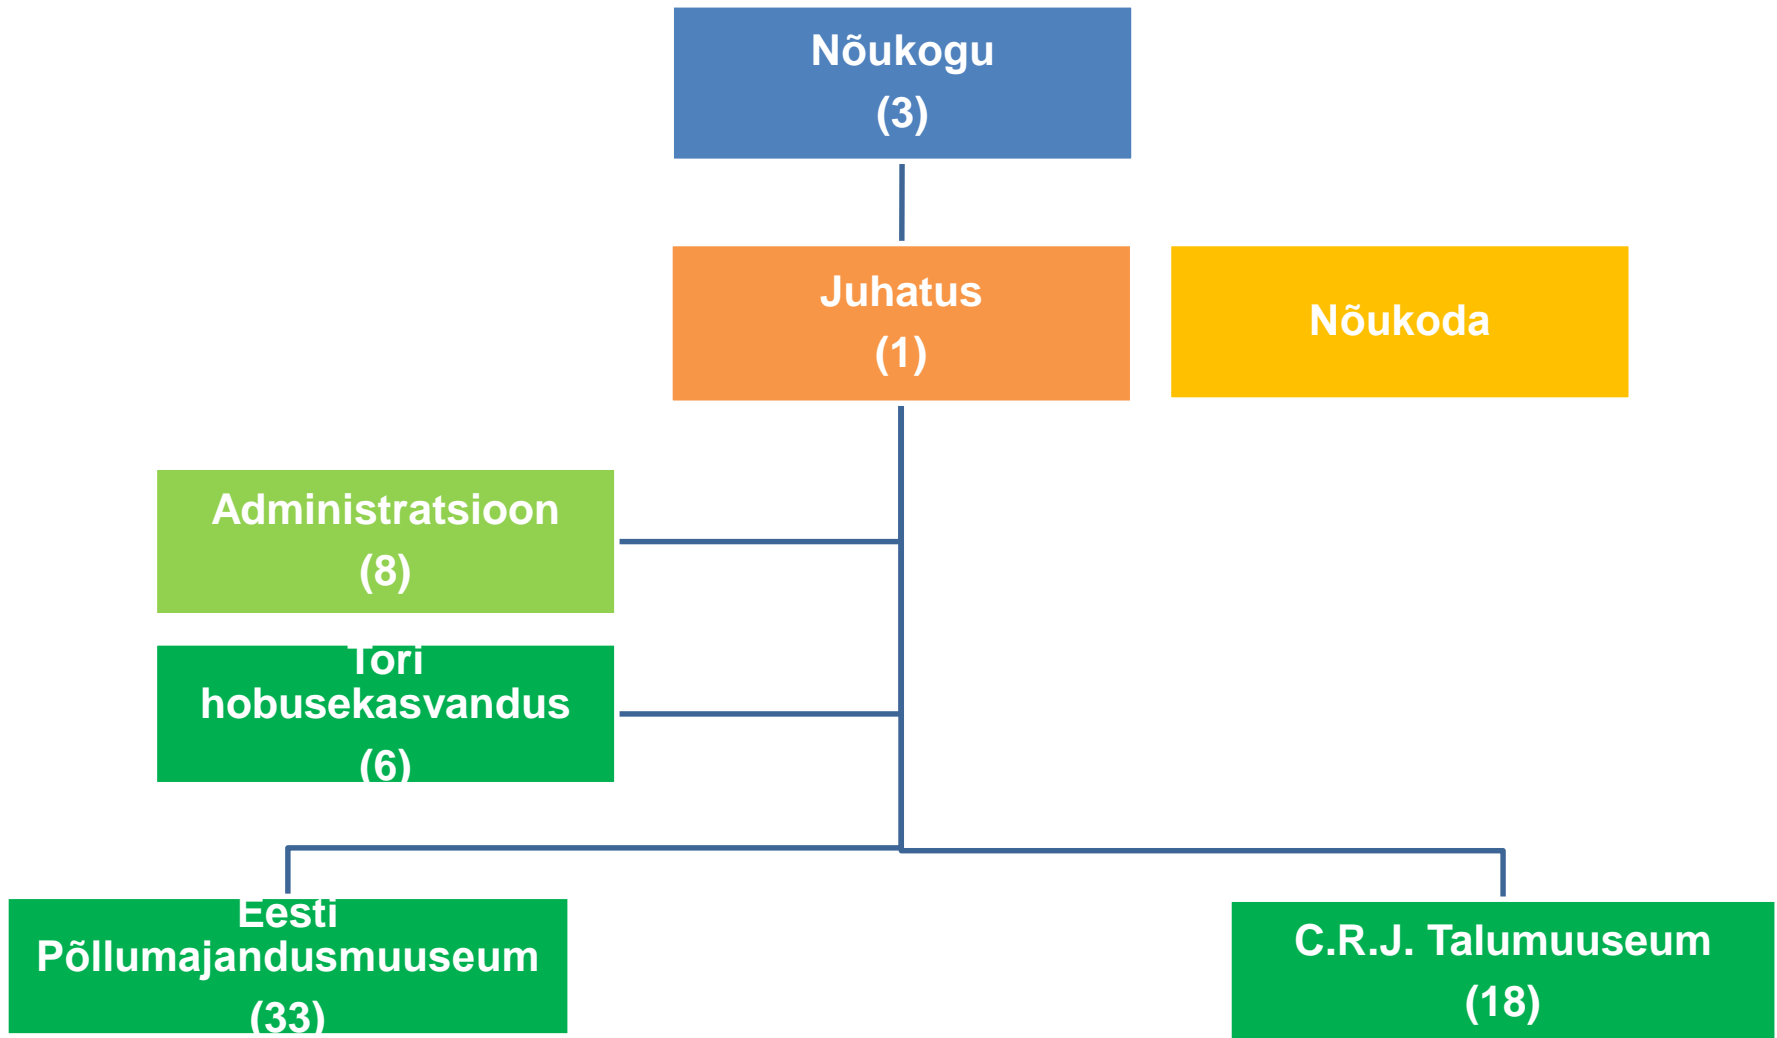 Nõukogu
(3)
Juhatus
(1)
Nõukoda
Administratsioon
(8)
Tori
hobusekasvandus
(6)
Eesti
Põllumajandusmuuseum
(33)
C.R.J. Talumuuseum
(18)